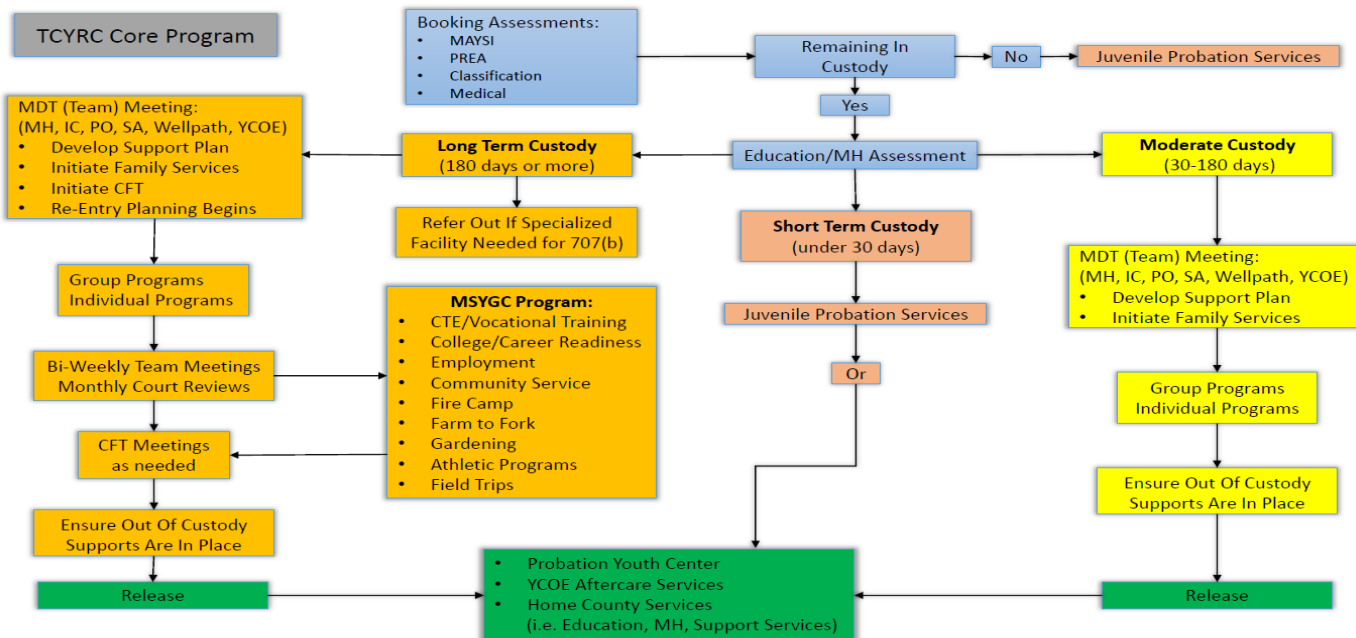 TCYRC Core Program
Booking Assessments:
• MAYSI
• PREA
• Classification
• Medical
Remaining In
Custody
No
Juvenile Probation Services
Yes
MDT (Team) Meeting:
(MH, IC, PO, SA, Wellpath, YCOE)
• Develop Support Plan
• Initiate Family Services
• Initiate CFT
• Re-Entry Planning Begins
Long Term Custody
(180 days or more)
Education/MH Assessment
Moderate Custody
(30-180 days)
Refer Out If Specialized
Facility Needed for 707(b)
Short Term Custody
(under 30 days)
MDT (Team) Meeting:
(MH, IC, PO, SA, Wellpath, YCOE)
• Develop Support Plan
• Initiate Family Services
Group Programs
Individual Programs
MSYGC Program:
• CTE/Vocational Training
• College/Career Readiness
• Employment
• Community Service
• Fire Camp
• Farm to Fork
• Gardening
• Athletic Programs
• Field Trips
Juvenile Probation Services
Or
Bi-Weekly Team Meetings
Monthly Court Reviews
Group Programs
Individual Programs
CFT Meetings
as needed
Ensure Out Of Custody
Supports Are In Place
Ensure Out Of Custody
Supports Are In Place
Release
• Probation Youth Center
• YCOE Aftercare Services
• Home County Services
(i.e. Education, MH, Support Services)
Release